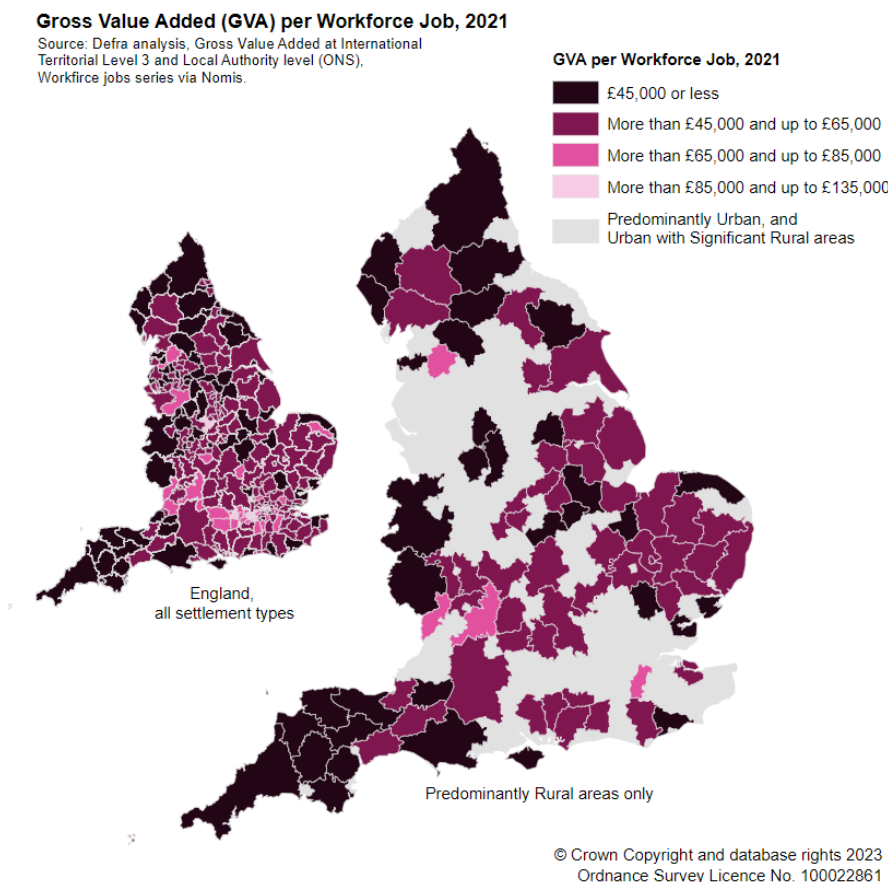 Gross Value Added (GVA) per Workforce Job, 2021
Source: Defra analysis, Gross Value Added at International
Territorial Level 3 and Local Authority level (ONS),
Workfirce jobs series via Nomis.
GVA per Workforce Job, 2021
£45,000 or less
More than £45,000 and up to £65,000
More than £65,000 and up to £85,000
More than £85,000 and up to £135,000
Predominantly Urban, and
Urban with Significant Rural areas
England,
all settlement types
Predominantly Rural areas only
© Crown Copyright and database rights 2023
Ordnance Survey Licence No. 100022861